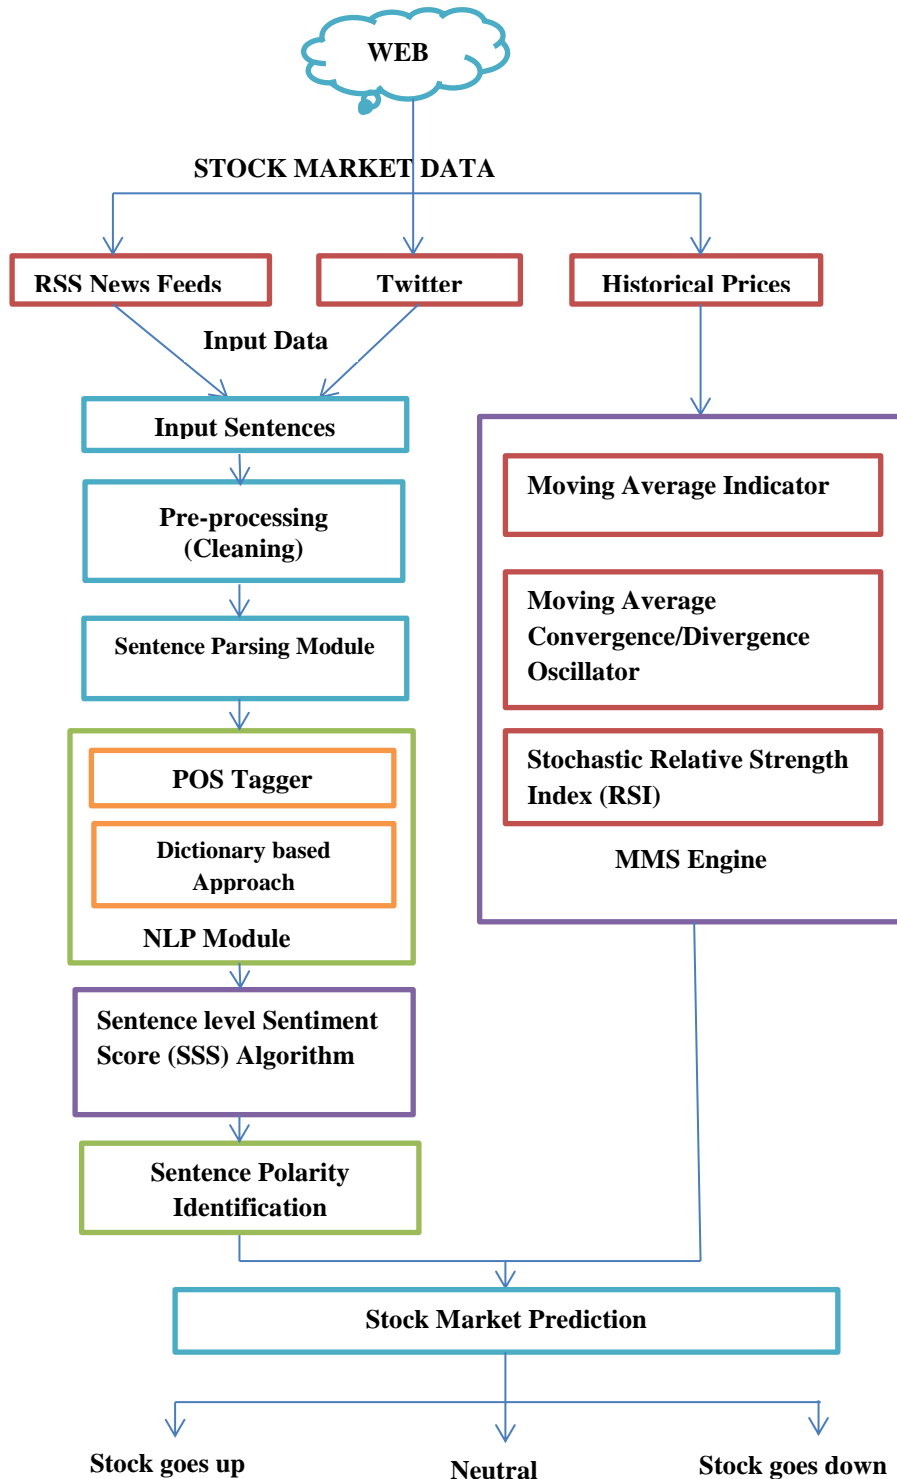 WEB
STOCK MARKET DATA
RSS News Feeds
Twitter
Historical Prices
Input Data
Input Sentences
Pre-processing
(Cleaning)
Sentence Parsing Module
POS Tagger
Dictionary based
Approach
NLP Module
Sentence level Sentiment
Score (SSS) Algorithm
Sentence Polarity
Identification
Moving Average Indicator
Moving Average
Convergence/Divergence
Oscillator
Stochastic Relative Strength
Index (RSI)
MMS Engine
Stock Market Prediction
Stock goes up
Neutral
Stock goes down